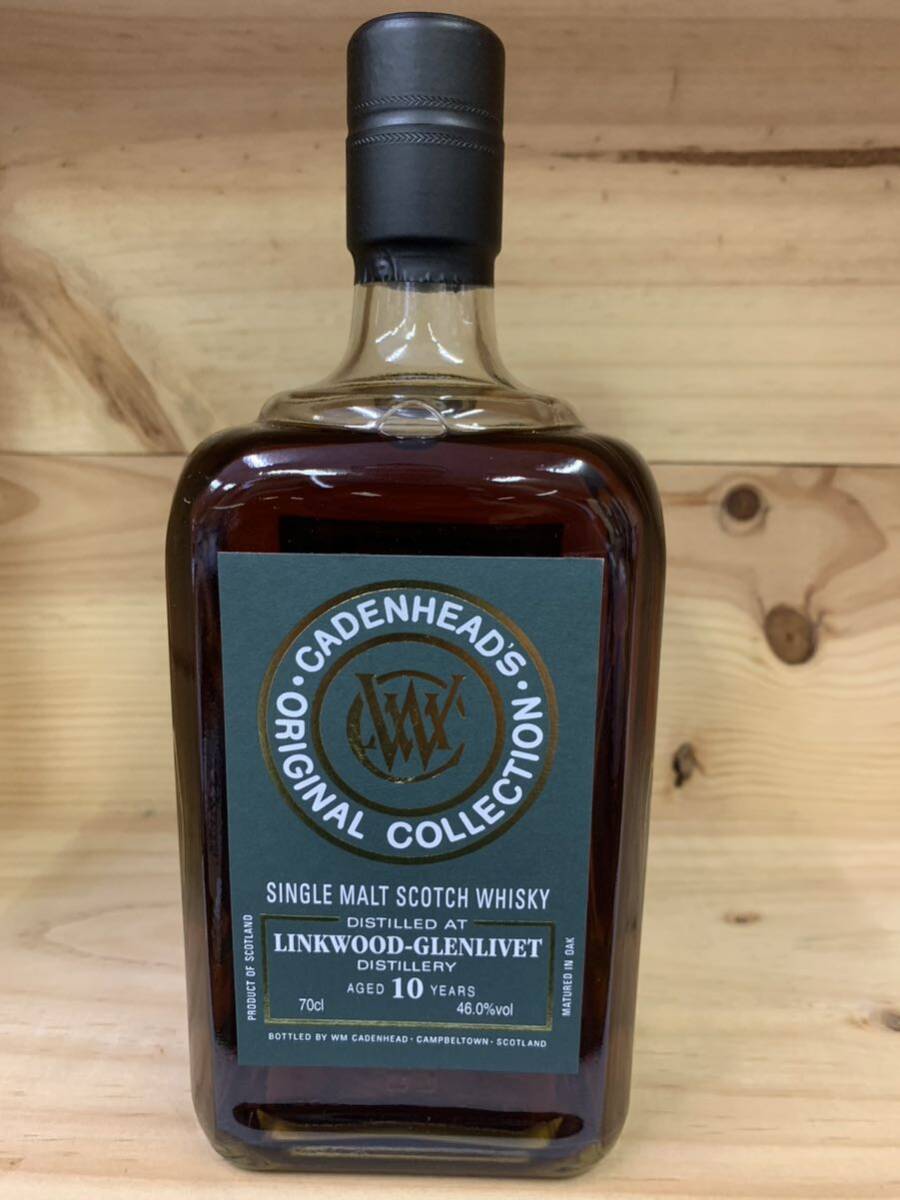 CADENHEAD'S
ORIGINAL COLLECTION
WC
SINGLE MALT SCOTCH WHISKY
DISTILLED AT
LINKWOOD-GLENLIVET
DISTILLERY
AGED 10 YEARS
70cl 46.0%vol
PRODUCT OF SCOTLAND
MATURED IN OAK
BOTTLED BY WM CADENHEAD · CAMPBELTOWN · SCOTLAND